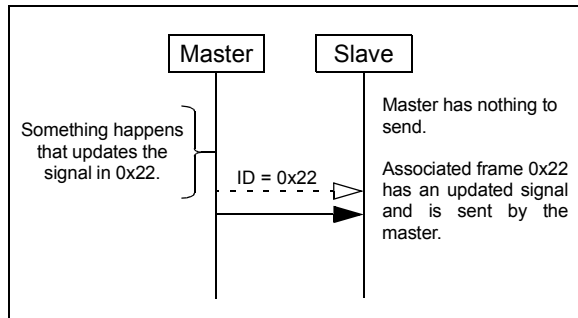 Master
Slave
Something happens
that updates the
signal in 0x22.
Master has nothing to
send.
ID = 0x22
Associated frame 0x22
has an updated signal
and is sent by the
master.